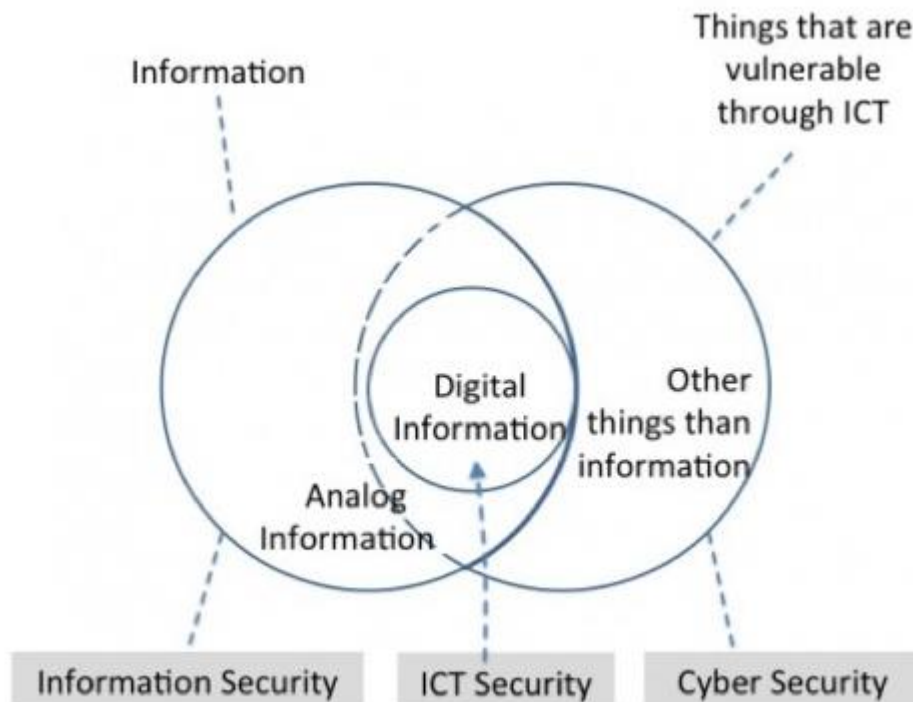 Information
Things that are
vulnerable
through ICT
Digital
Information
Other
things than
information
Analog
Information
Information Security
ICT Security
Cyber Security